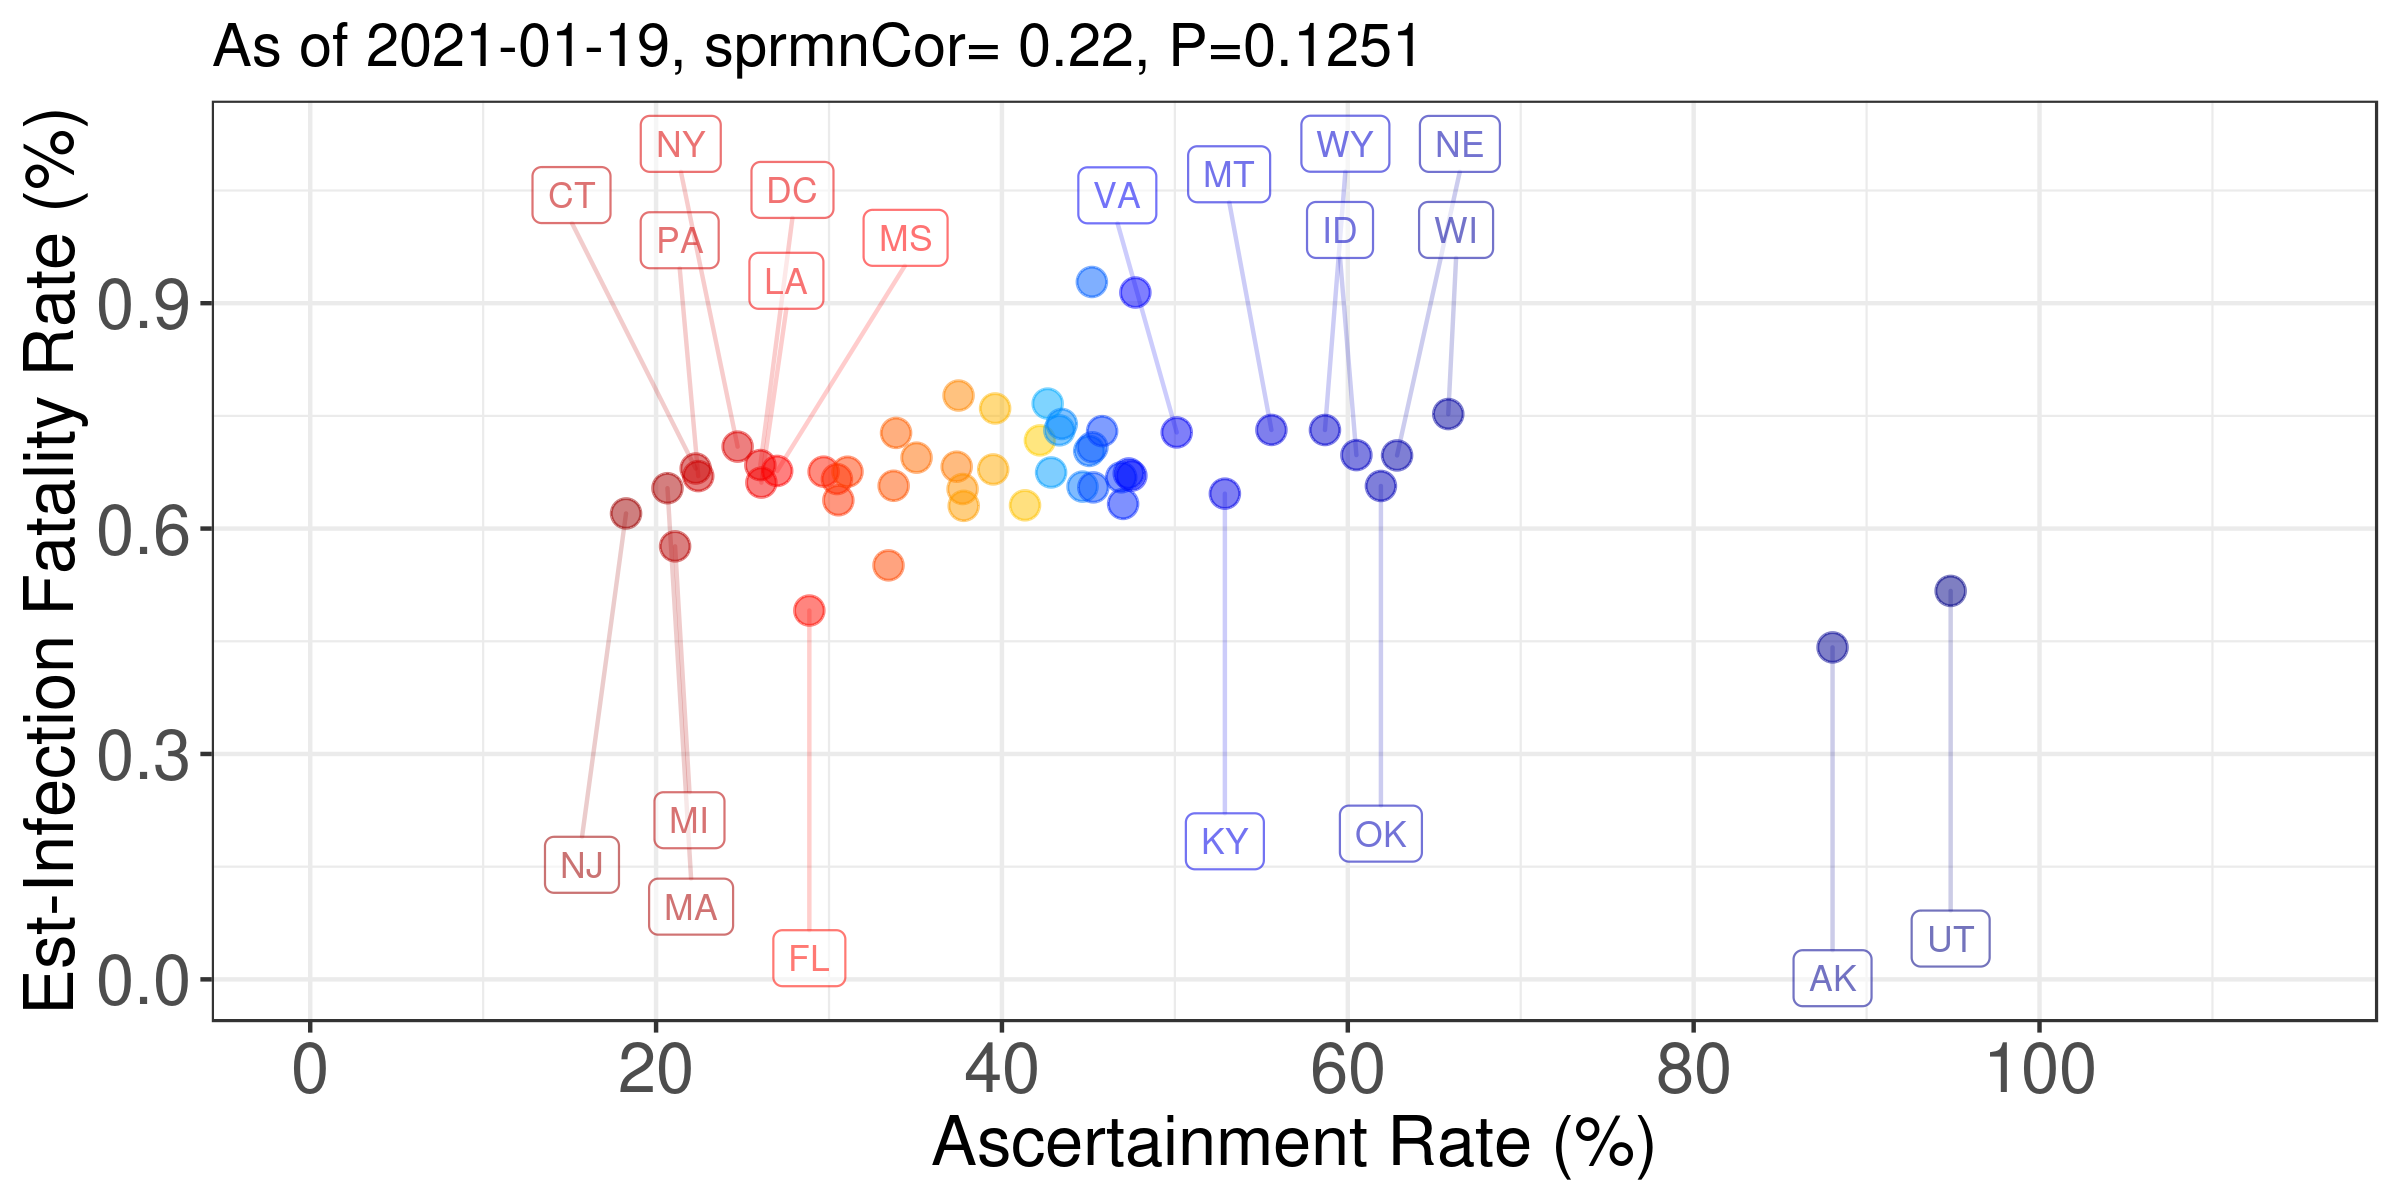 As of 2021-01-19, sprmnCor= 0.22, P=0.1251
Est-Infection Fatality Rate (%)
0.9
0.6
0.3
0.0
NY
CT
DC
PA
MS
LA
VA
MT
WY
NE
ID
WI
MI
NJ
MA
FL
KY
OK
UT
AK
0 20 40 60 80 100
Ascertainment Rate (%)